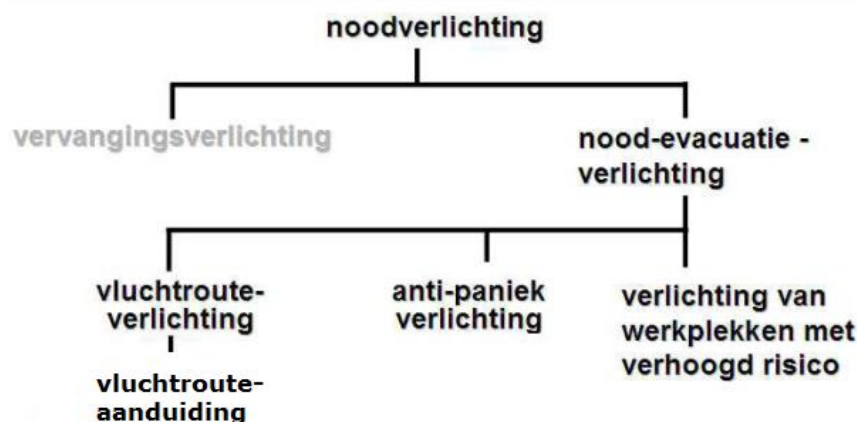 noodverlichting
vervangingsverlichting
nood-evacuatie -
verlichting
vluchtroute-
verlichting
anti-paniek
verlichting
verlichting van
werkplekken met
verhoogd risico
vluchtroute-
aanduiding